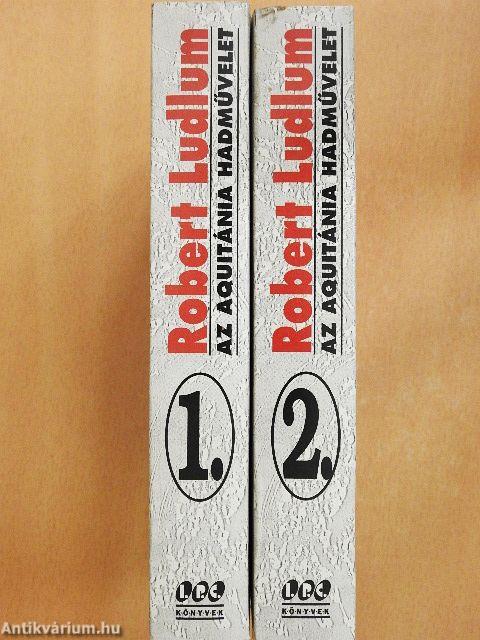 Robert Ludlum
AZ AQUITÁNIA HADMŰVELET
1.
LPC
KÖNYVEK
Robert Ludlum
AZ AQUITÁNIA HADMŰVELET
2.
LPC
KÖNYVEK
Antikvárium.hu